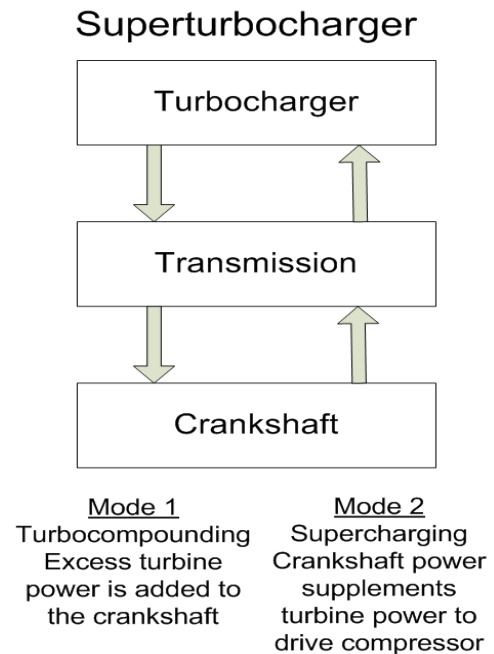 Superturbocharger
Turbocharger
Transmission
Crankshaft
Mode 1
Turbocompounding
Excess turbine
power is added to
the crankshaft
Mode 2
Supercharging
Crankshaft power
supplements
turbine power to
drive compressor